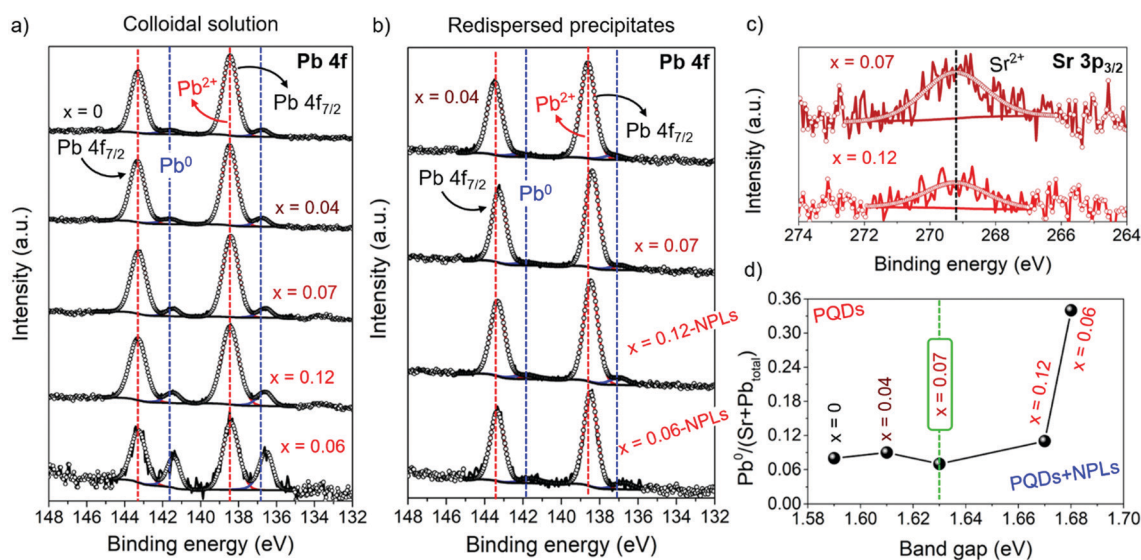 a)
Colloidal solution
Pb 4f
Pb²⁺
Pb 4f₇/₂
x = 0
Pb 4f₇/₂
Pb⁰
x = 0.04
x = 0.07
x = 0.12
x = 0.06
Intensity (a.u.)
148 146 144 142 140 138 136 134 132
Binding energy (eV)
b)
Redispersed precipitates
Pb 4f
x = 0.04
Pb²⁺
Pb 4f₇/₂
Pb 4f₇/₂
Pb⁰
x = 0.07
x = 0.12-NPLs
x = 0.06-NPLs
Intensity (a.u.)
148 146 144 142 140 138 136 134 132
Binding energy (eV)
c)
x = 0.07
Sr²⁺
Sr 3p₃/₂
x = 0.12
Intensity (a.u.)
274 272 270 268 266 264
Binding energy (eV)
d)
0.36
0.30
0.24
0.18
0.12
0.06
0.00
Pb⁰/(Sr+Pb_total)
PQDs
x = 0
x = 0.04
x = 0.07
x = 0.12
x = 0.06
PQDs+NPLs
1.58 1.60 1.62 1.64 1.66 1.68 1.70
Band gap (eV)